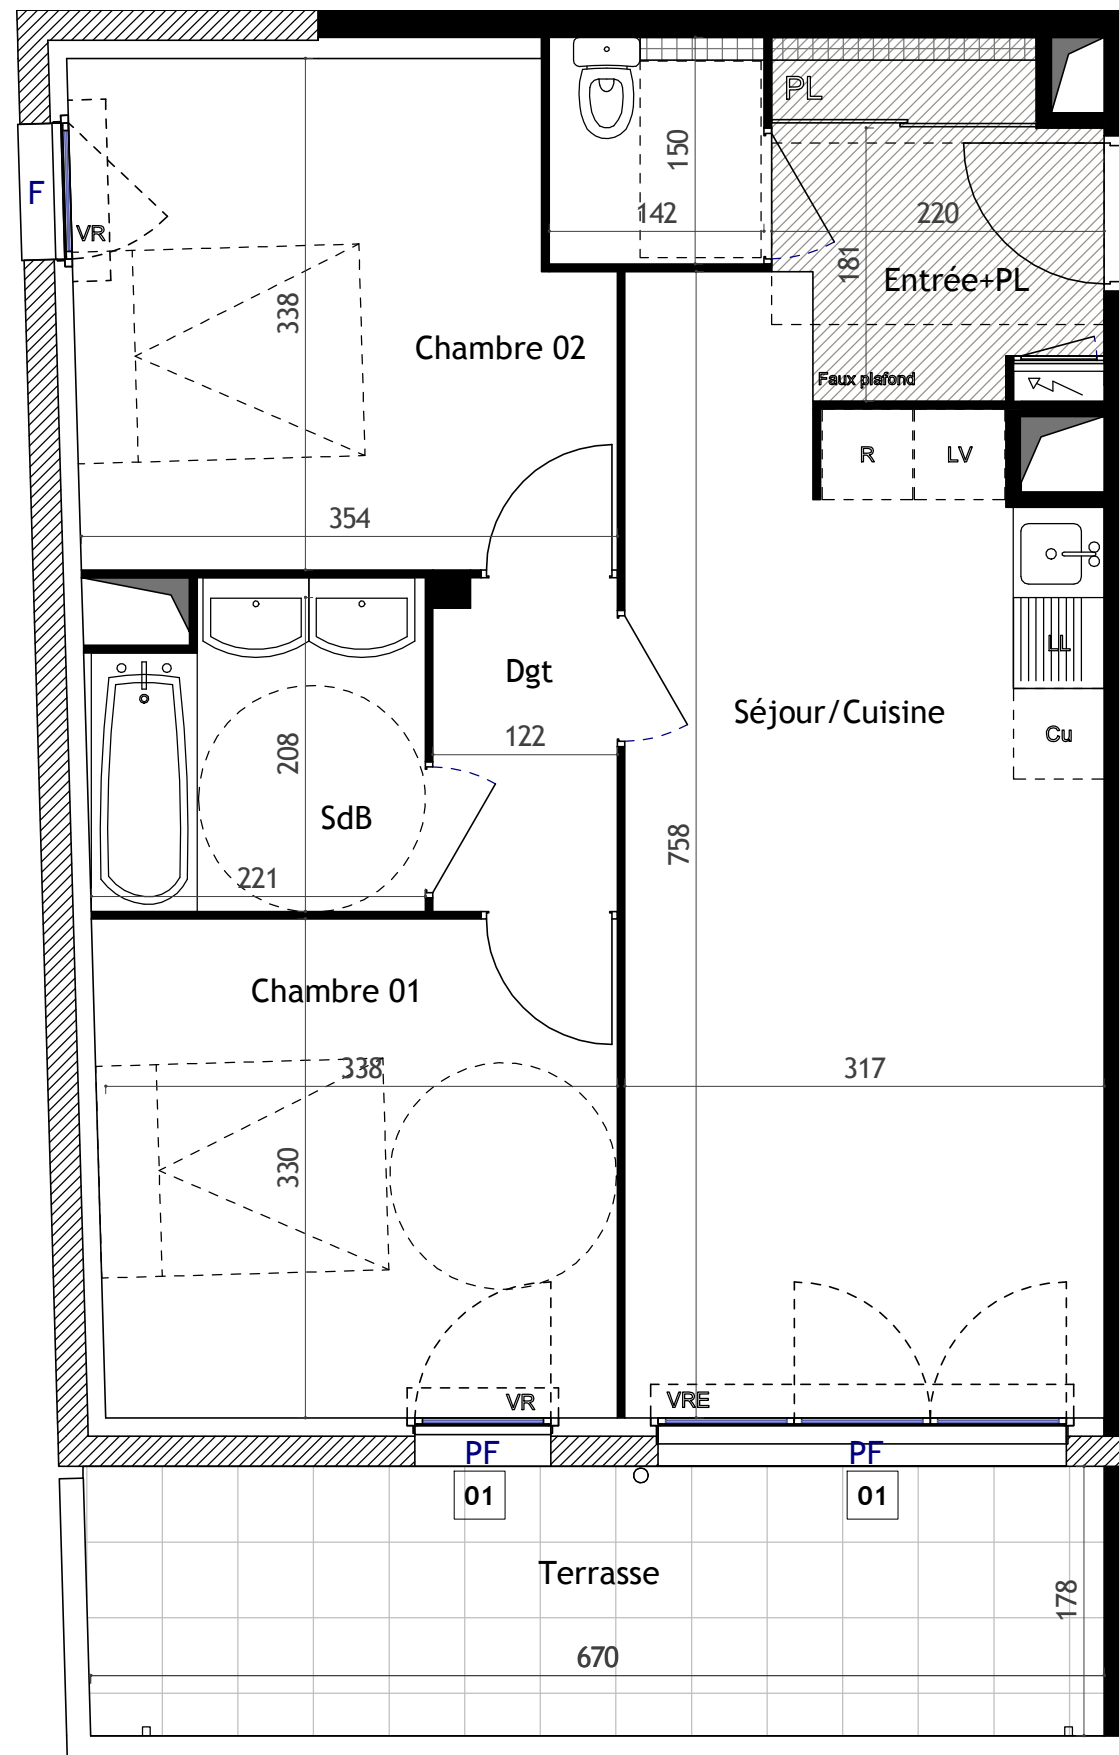 PL
150
F
142
220
VR
181
Entrée+PL
338
Chambre 02
Faux plafond
R
LV
354
LL
Dgt
Séjour/Cuisine
122
208
Cu
SdB
758
221
Chambre 01
338
317
330
VR
VRE
PF
PF
01
01
Terrasse
178
670